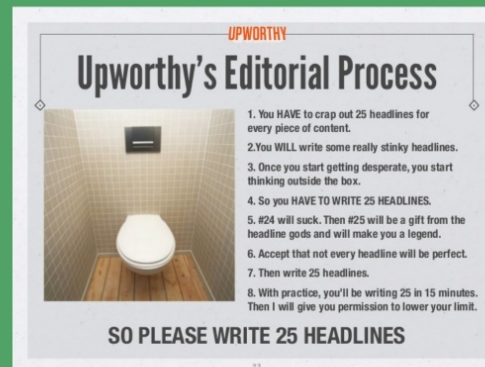 UPWORTHY
Upworthy's Editorial Process
1. You HAVE to crap out 25 headlines for
every piece of content.
2.You WILL write some really stinky headlines.
3. Once you start getting desperate, you start
thinking outside the box.
4. So you HAVE TO WRITE 25 HEADLINES.
5. #24 will suck. Then #25 will be a gift from the
headline gods and will make you a legend.
6. Accept that not every headline will be perfect.
7. Then write 25 headlines.
8. With practice, you'll be writing 25 in 15 minutes.
Then I will give you permission to lower your limit.
SO PLEASE WRITE 25 HEADLINES